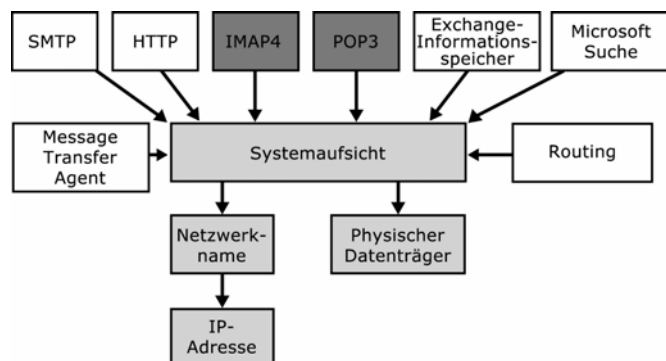 SMTP
HTTP
IMAP4
POP3
Exchange-
Informations-
speicher
Microsoft
Suche
Message
Transfer
Agent
Systemaufsicht
Routing
Netzwerk-
name
Physischer
Datenträger
IP-
Adresse